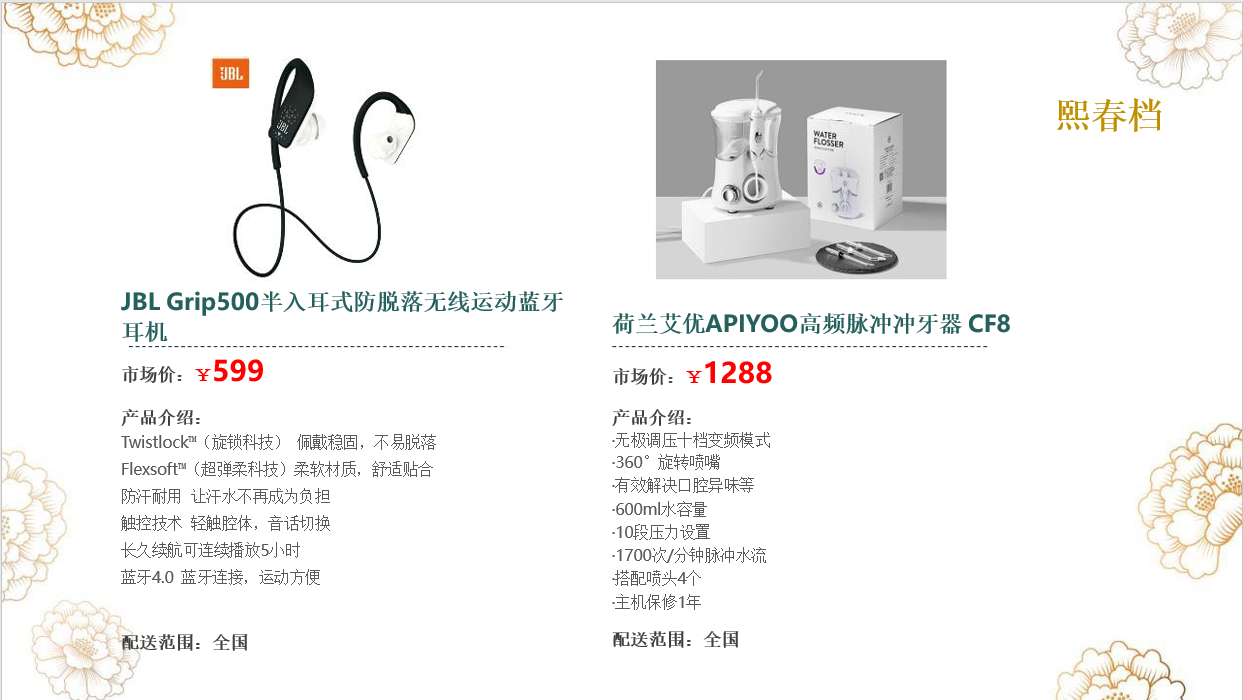 JBL
JBL
WATER
FLOSSER
熙春档
JBL Grip500半入耳式防脱落无线运动蓝牙
耳机
市场价：￥599
产品介绍：
Twistlock™（旋锁科技） 佩戴稳固，不易脱落
Flexsoft™（超弹柔科技）柔软材质，舒适贴合
防汗耐用 让汗水不再成为负担
触控技术 轻触腔体，音话切换
长久续航可连续播放5小时
蓝牙4.0 蓝牙连接，运动方便
配送范围：全国
荷兰艾优APIYOO高频脉冲冲牙器 CF8
市场价：￥1288
产品介绍：
·无极调压十档变频模式
·360°旋转喷嘴
·有效解决口腔异味等
·600ml水容量
·10段压力设置
·1700次/分钟脉冲水流
·搭配喷头4个
·主机保修1年
配送范围：全国